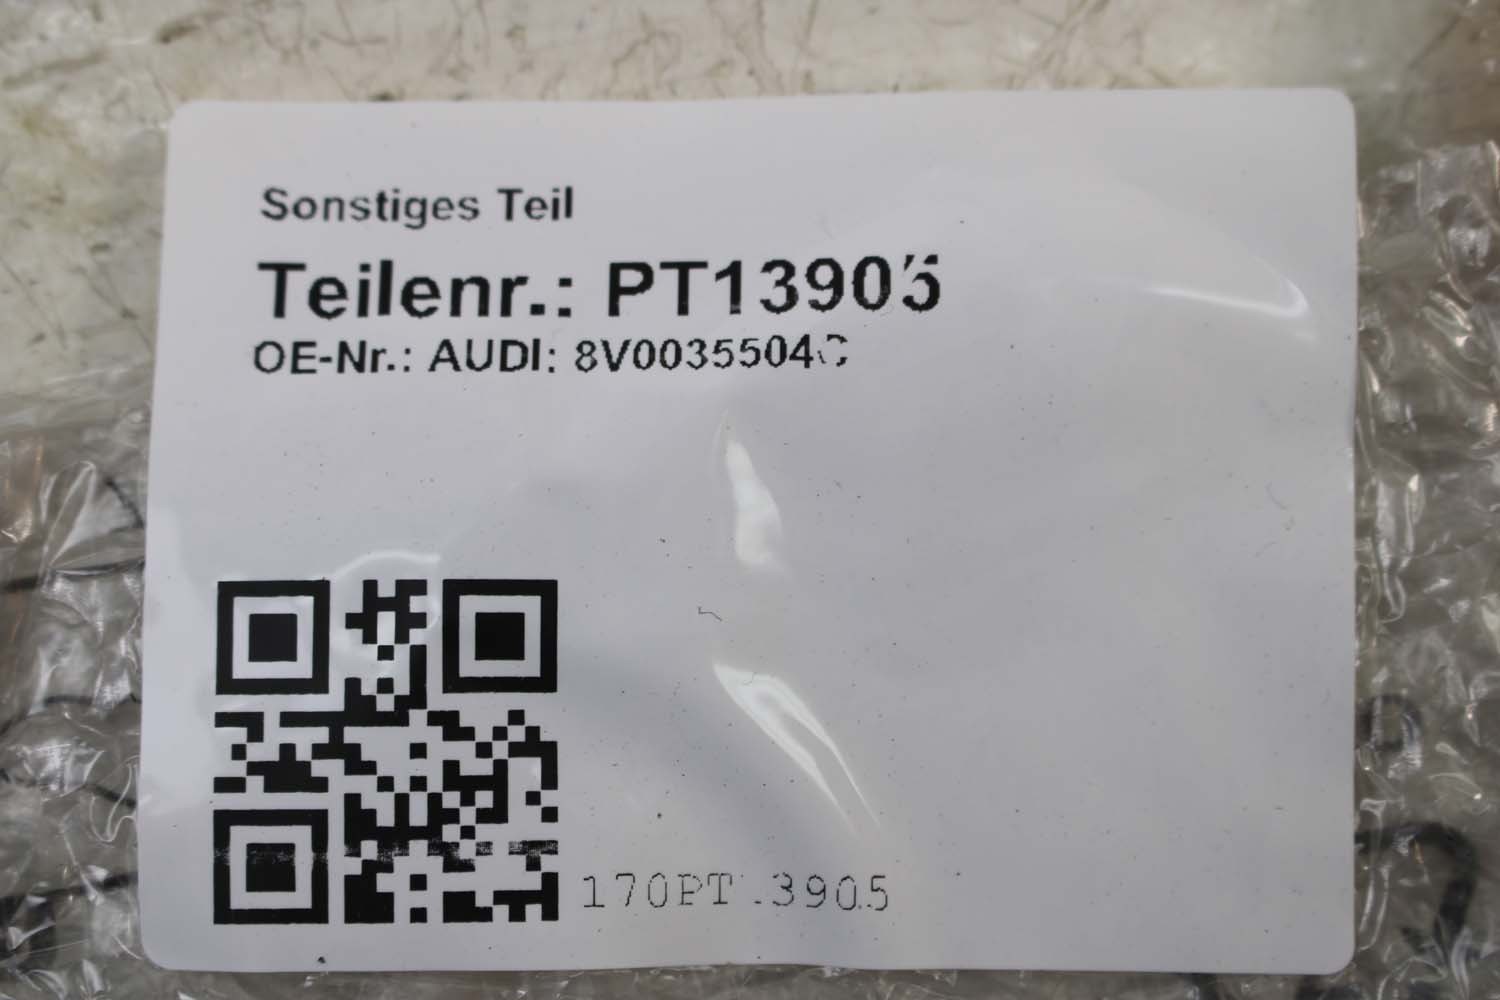 Sonstiges Teil
Teilenr.: PT13905
OE-Nr.: AUDI: 8V0035504C
170PT13905